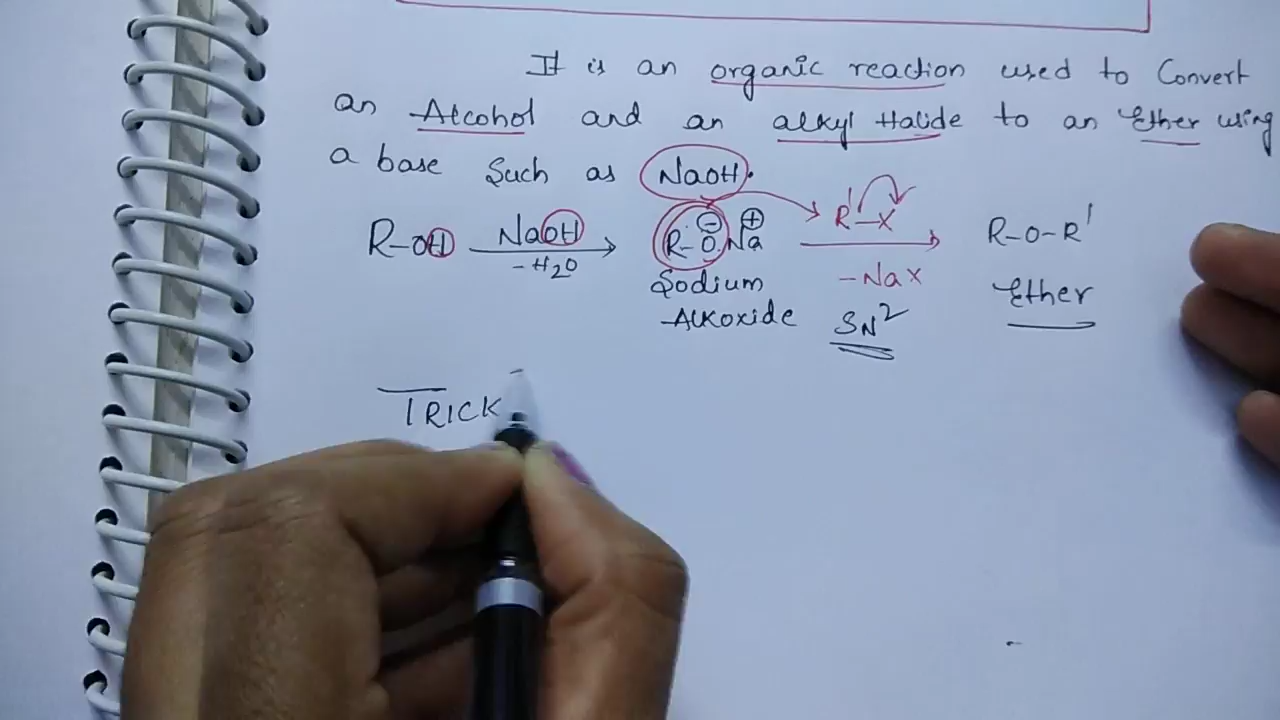 It is an organic reaction used to Convert
an Alcohol and an alkyl Halide to an Ether using
a base Such as NaOH.
R-OH NaOH -H₂O R-O⊖ Na⊕ R'-X -NaX R-O-R'
Sodium Alkoxide SN² Ether
TRICK